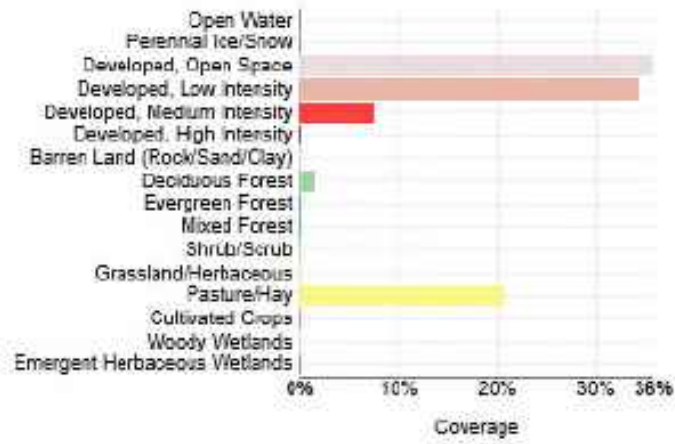 Open Water
Perennial Ice/Snow
Developed, Open Space
Developed, Low Intensity
Developed, Medium Intensity
Developed, High Intensity
Barren Land (Rock/Sand/Clay)
Deciduous Forest
Evergreen Forest
Mixed Forest
Shrub/Scrub
Grassland/Herbaceous
Pasture/Hay
Cultivated Crops
Woody Wetlands
Emergent Herbaceous Wetlands
0% 10% 20% 30% 36%
Coverage